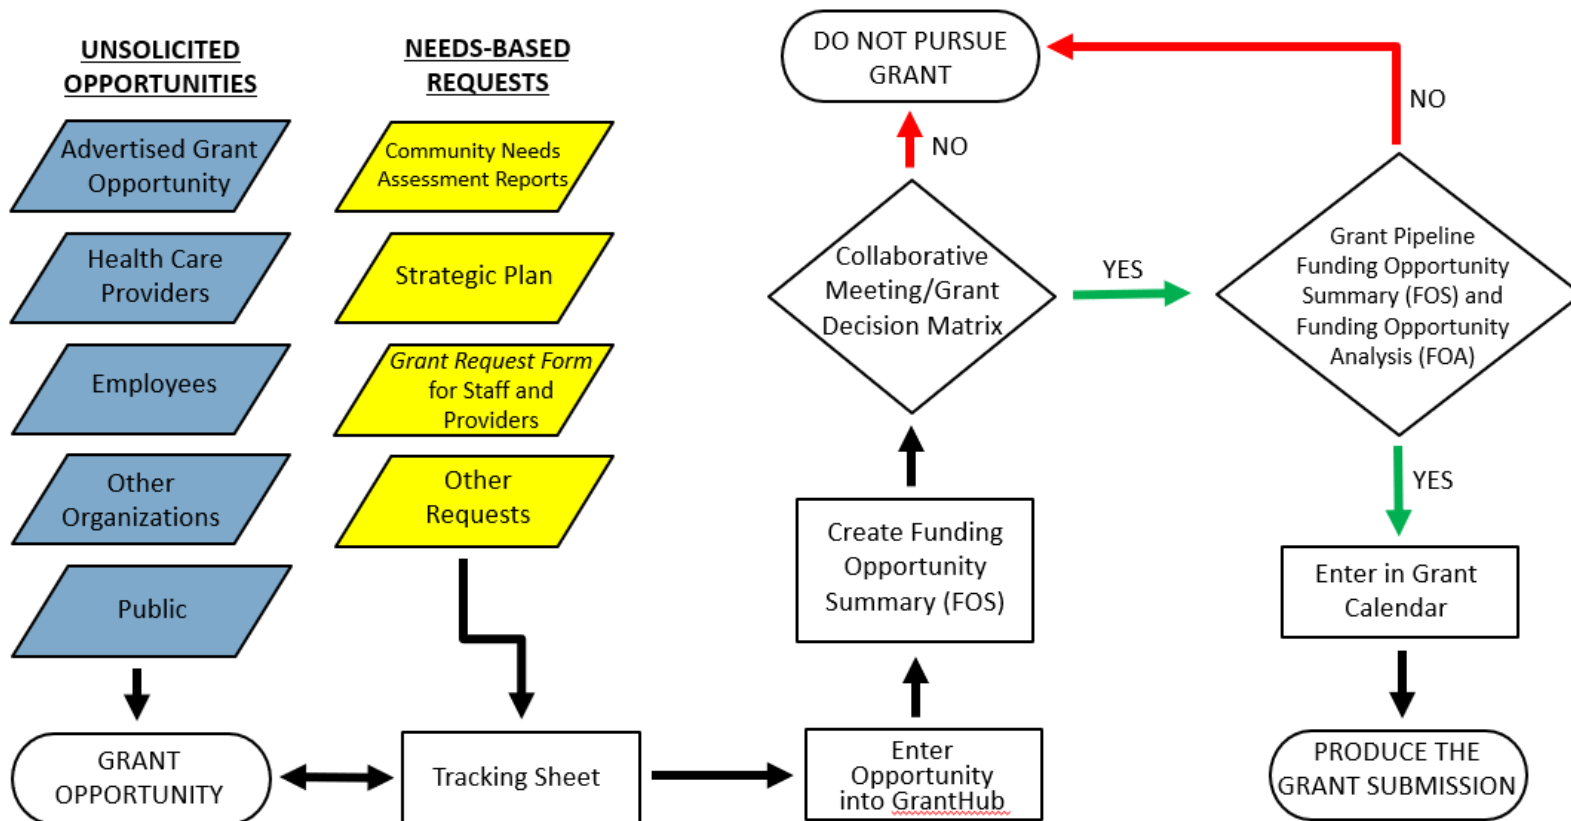 UNSOLICITED
OPPORTUNITIES
Advertised Grant
Opportunity
Health Care
Providers
Employees
Other
Organizations
Public
GRANT
OPPORTUNITY
NEEDS-BASED
REQUESTS
Community Needs
Assessment Reports
Strategic Plan
Grant Request Form
for Staff and
Providers
Other
Requests
Tracking Sheet
Enter
Opportunity
into GrantHub
Create Funding
Opportunity
Summary (FOS)
Collaborative
Meeting/Grant
Decision Matrix
NO
DO NOT PURSUE
GRANT
YES
Grant Pipeline
Funding Opportunity
Summary (FOS) and
Funding Opportunity
Analysis (FOA)
NO
YES
Enter in Grant
Calendar
PRODUCE THE
GRANT SUBMISSION